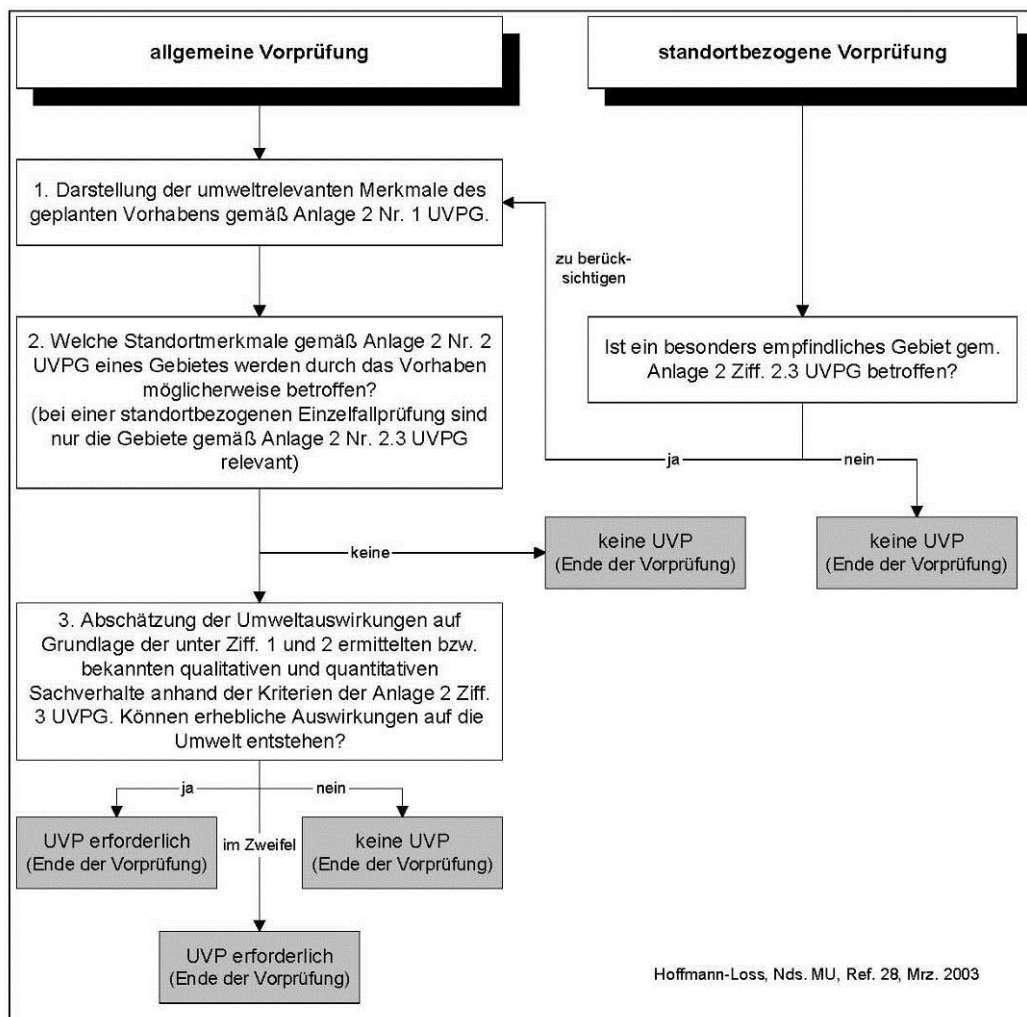 allgemeine Vorprüfung
standortbezogene Vorprüfung
1. Darstellung der umweltrelevanten Merkmale des
geplanten Vorhabens gemäß Anlage 2 Nr. 1 UVPG.
zu berück-
sichtigen
2. Welche Standortmerkmale gemäß Anlage 2 Nr. 2
UVPG eines Gebietes werden durch das Vorhaben
möglicherweise betroffen?
(bei einer standortbezogenen Einzelfallprüfung sind
nur die Gebiete gemäß Anlage 2 Nr. 2.3 UVPG
relevant)
Ist ein besonders empfindliches Gebiet gem.
Anlage 2 Ziff. 2.3 UVPG betroffen?
ja
nein
keine
keine UVP
(Ende der Vorprüfung)
keine UVP
(Ende der Vorprüfung)
3. Abschätzung der Umweltauswirkungen auf
Grundlage der unter Ziff. 1 und 2 ermittelten bzw.
bekannten qualitativen und quantitativen
Sachverhalte anhand der Kriterien der Anlage 2 Ziff.
3 UVPG. Können erhebliche Auswirkungen auf die
Umwelt entstehen?
ja
nein
UVP erforderlich
(Ende der Vorprüfung)
im Zweifel
keine UVP
(Ende der Vorprüfung)
UVP erforderlich
(Ende der Vorprüfung)
Hoffmann-Loss, Nds. MU, Ref. 28, Mrz. 2003